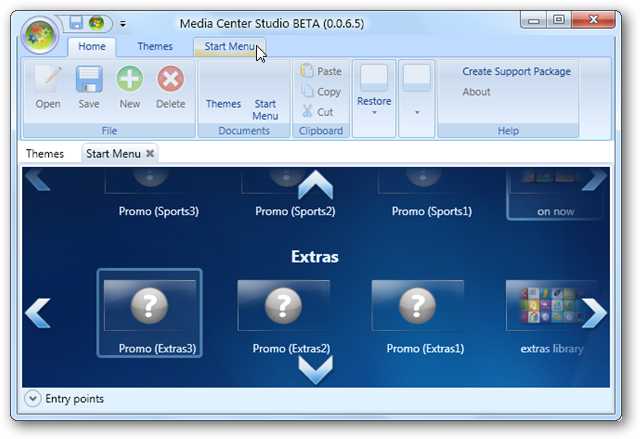 Media Center Studio BETA (0.0.6.5)
Home Themes Start Menu
Open Save New Delete
File
Themes Start Menu
Documents
Paste
Copy
Cut
Clipboard
Restore
Create Support Package
About
Help
Themes Start Menu
Promo (Sports3) Promo (Sports2) Promo (Sports1) on now
Extras
? ? ?
Promo (Extras3) Promo (Extras2) Promo (Extras1) extras library
Entry points